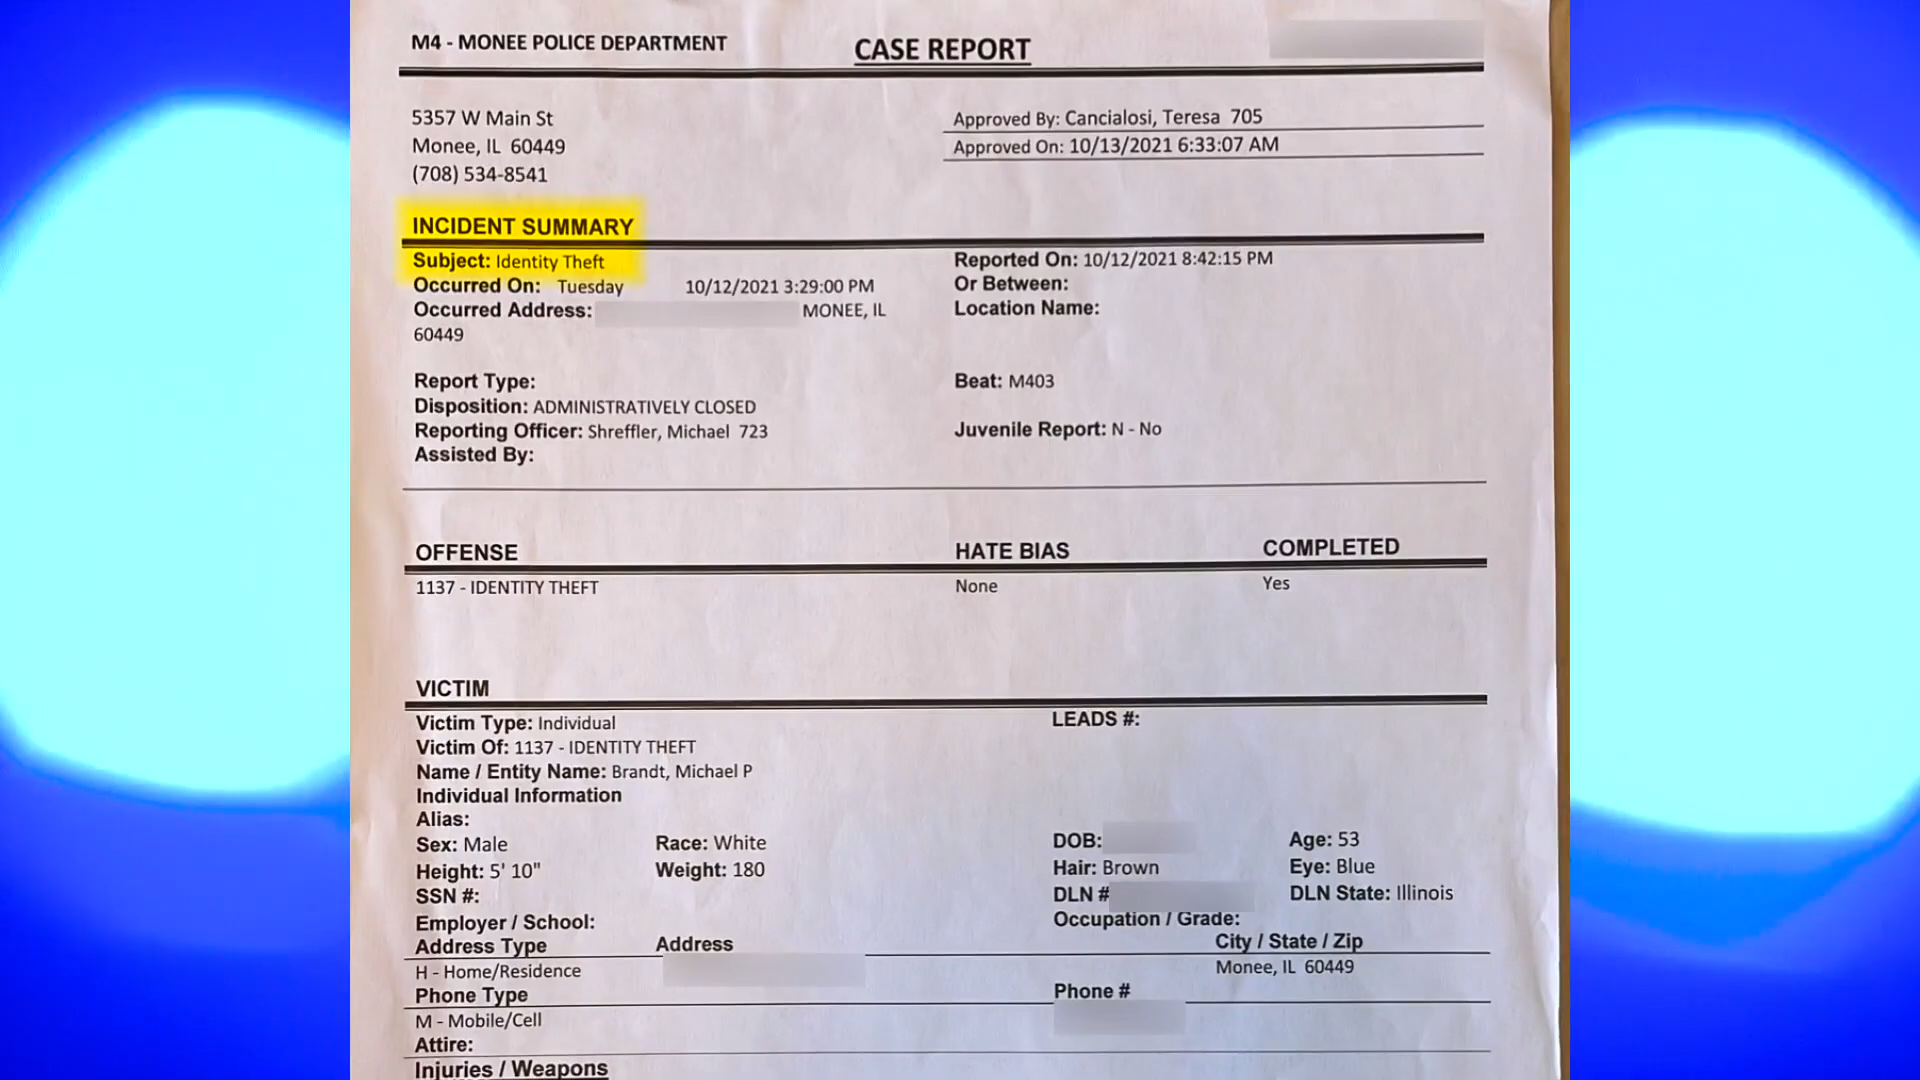 M4 - MONEE POLICE DEPARTMENT CASE REPORT
5357 W Main St Approved By: Cancialosi, Teresa 705
Monee, IL 60449 Approved On: 10/13/2021 6:33:07 AM
(708) 534-8541
INCIDENT SUMMARY
Subject: Identity Theft Reported On: 10/12/2021 8:42:15 PM
Occurred On: Tuesday 10/12/2021 3:29:00 PM Or Between:
Occurred Address: MONEE, IL Location Name:
60449
Report Type: Beat: M403
Disposition: ADMINISTRATIVELY CLOSED
Reporting Officer: Shreffler, Michael 723 Juvenile Report: N - No
Assisted By:
OFFENSE HATE BIAS COMPLETED
1137 - IDENTITY THEFT None Yes
VICTIM
Victim Type: Individual LEADS #:
Victim Of: 1137 - IDENTITY THEFT
Name / Entity Name: Brandt, Michael P
Individual Information
Alias:
Sex: Male Race: White DOB: Age: 53
Height: 5' 10" Weight: 180 Hair: Brown Eye: Blue
SSN #: DLN # DLN State: Illinois
Employer / School: Occupation / Grade:
Address Type Address City / State / Zip
H - Home/Residence Monee, IL 60449
Phone Type Phone #
M - Mobile/Cell
Attire:
Injuries / Weapons